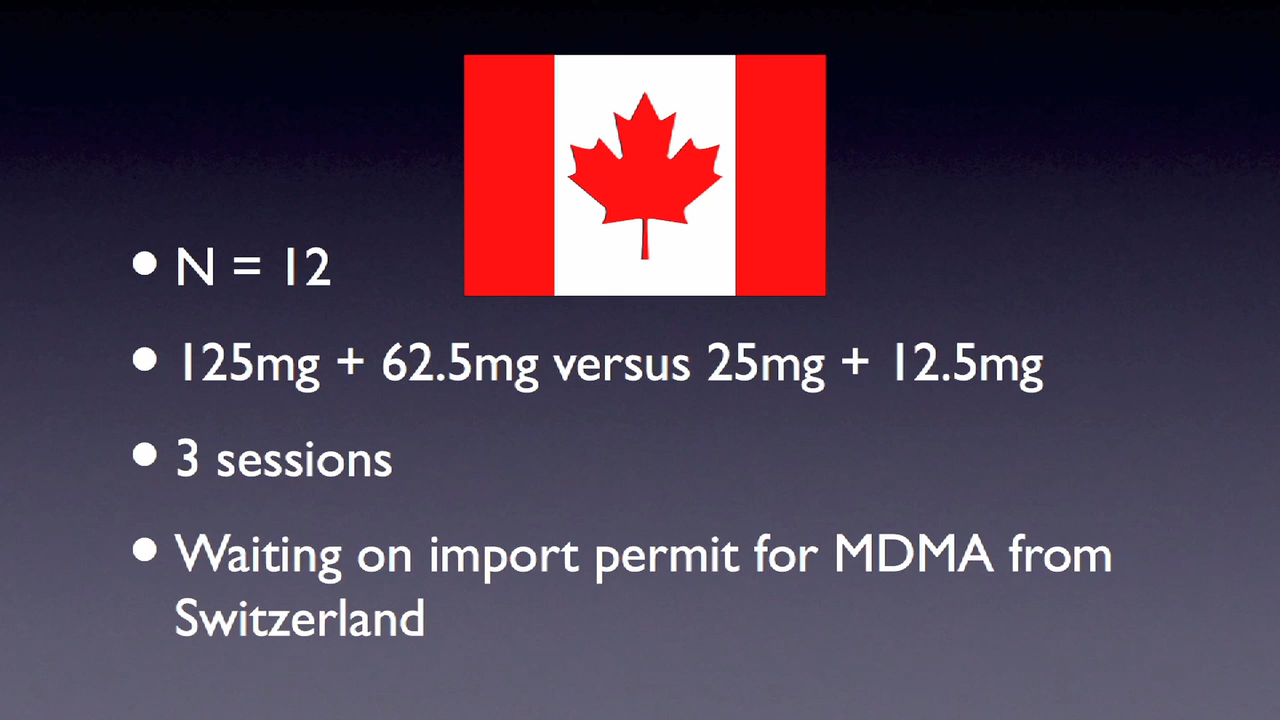 • N = 12
• 125mg + 62.5mg versus 25mg + 12.5mg
• 3 sessions
• Waiting on import permit for MDMA from
Switzerland